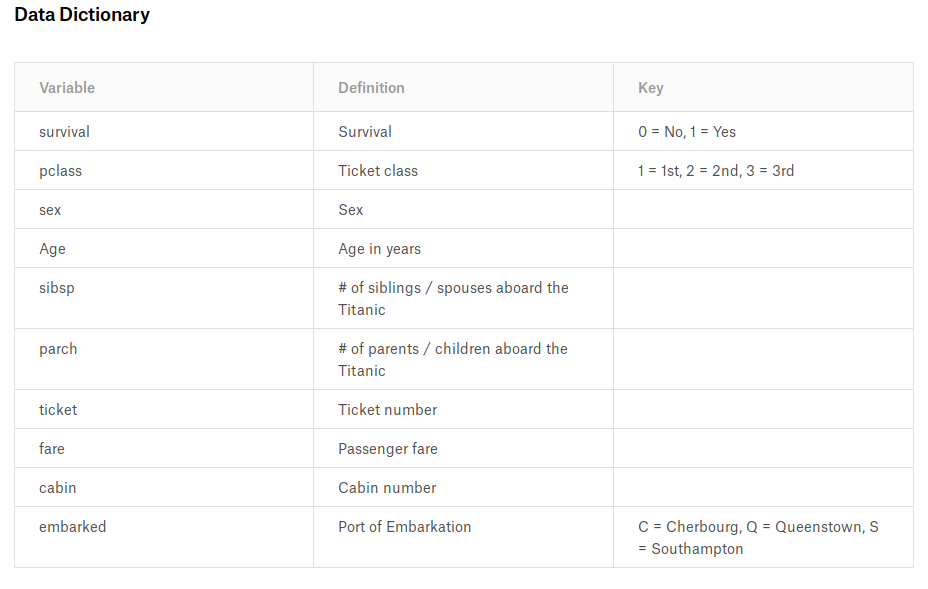 Data Dictionary
Variable Definition Key
survival Survival 0 = No, 1 = Yes
pclass Ticket class 1 = 1st, 2 = 2nd, 3 = 3rd
sex Sex
Age Age in years
sibsp # of siblings / spouses aboard the
Titanic
parch # of parents / children aboard the
Titanic
ticket Ticket number
fare Passenger fare
cabin Cabin number
embarked Port of Embarkation C = Cherbourg, Q = Queenstown, S
= Southampton